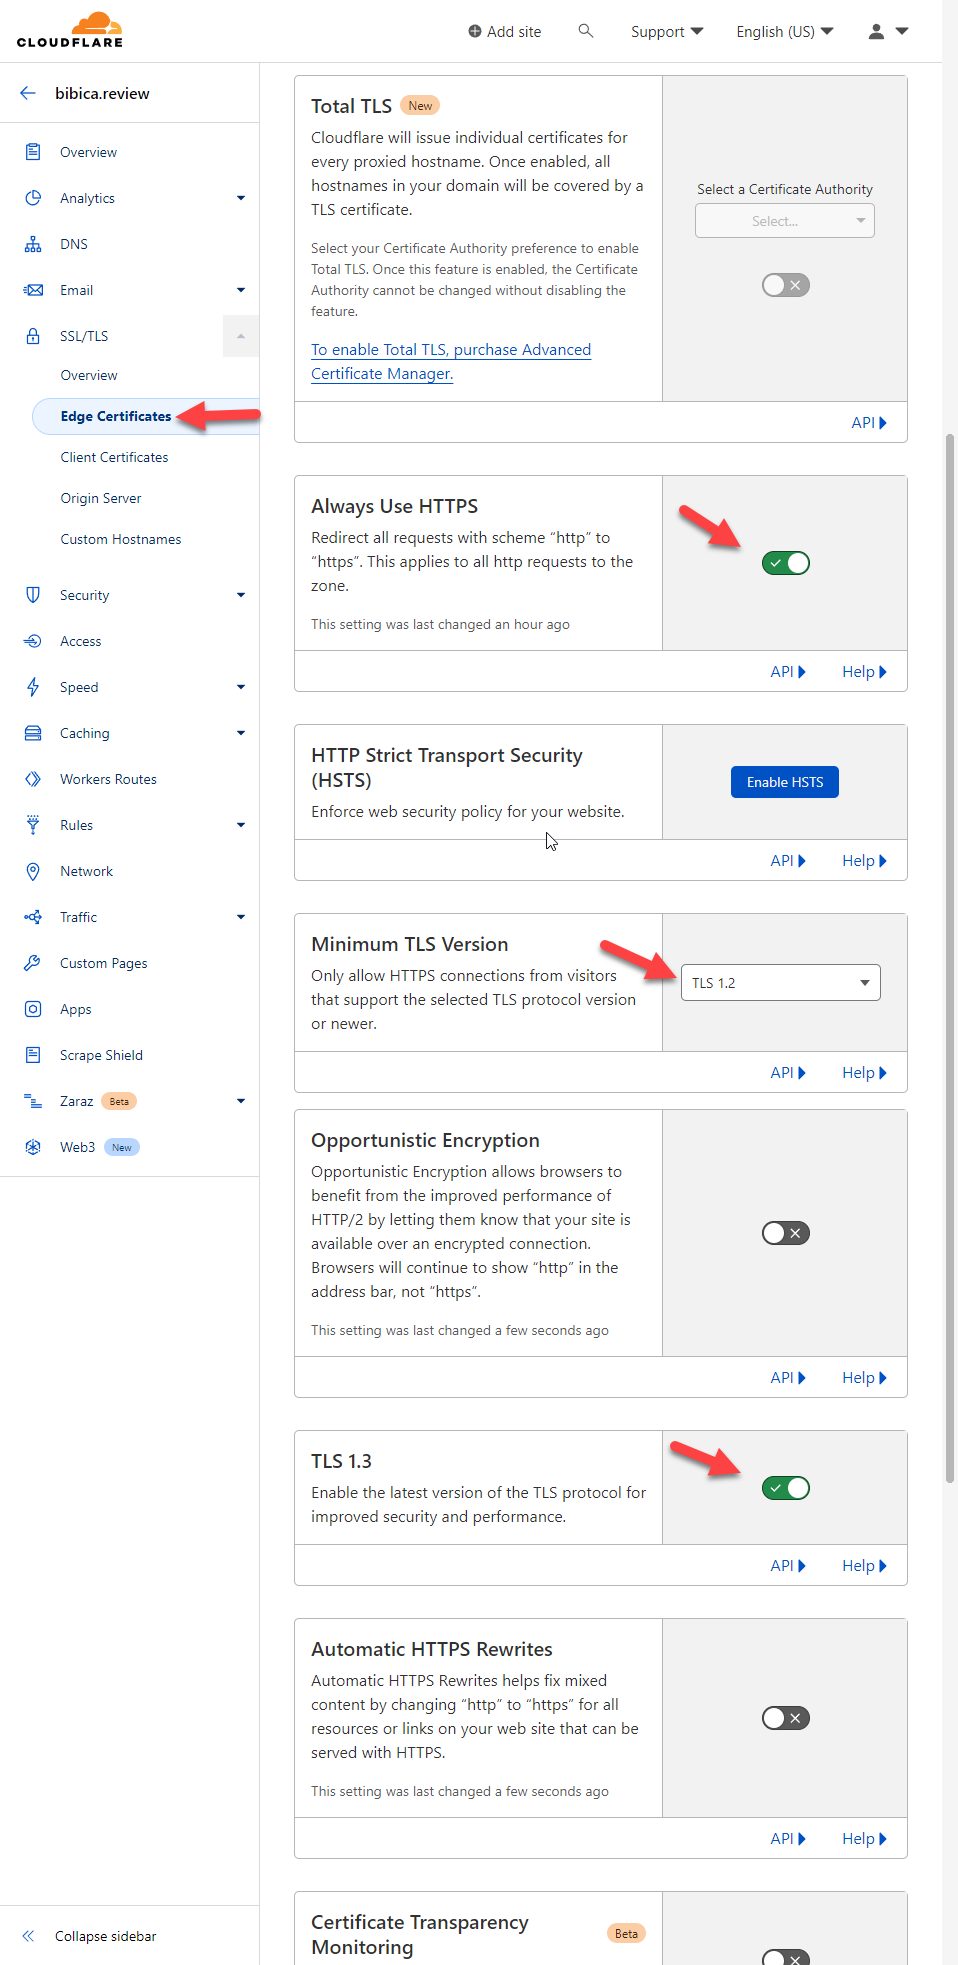 CLOUDFLARE
Add site
Support
English (US)
bibica.review
Overview
Analytics
DNS
Email
SSL/TLS
Overview
Edge Certificates
Client Certificates
Origin Server
Custom Hostnames
Security
Access
Speed
Caching
Workers Routes
Rules
Network
Traffic
Custom Pages
Apps
Scrape Shield
Zaraz Beta
Web3 New
Collapse sidebar
Total TLS New
Cloudflare will issue individual certificates for
every proxied hostname. Once enabled, all
hostnames in your domain will be covered by a
TLS certificate.
Select your Certificate Authority preference to enable
Total TLS. Once this feature is enabled, the Certificate
Authority cannot be changed without disabling the
feature.
To enable Total TLS, purchase Advanced
Certificate Manager.
Select a Certificate Authority
Select...
API
Always Use HTTPS
Redirect all requests with scheme “http” to
“https”. This applies to all http requests to the
zone.
This setting was last changed an hour ago
API Help
HTTP Strict Transport Security
(HSTS)
Enforce web security policy for your website.
Enable HSTS
API Help
Minimum TLS Version
Only allow HTTPS connections from visitors
that support the selected TLS protocol version
or newer.
TLS 1.2
API Help
Opportunistic Encryption
Opportunistic Encryption allows browsers to
benefit from the improved performance of
HTTP/2 by letting them know that your site is
available over an encrypted connection.
Browsers will continue to show “http” in the
address bar, not “https”.
This setting was last changed a few seconds ago
API Help
TLS 1.3
Enable the latest version of the TLS protocol for
improved security and performance.
API Help
Automatic HTTPS Rewrites
Automatic HTTPS Rewrites helps fix mixed
content by changing “http” to “https” for all
resources or links on your web site that can be
served with HTTPS.
This setting was last changed a few seconds ago
API Help
Certificate Transparency
Monitoring
Beta